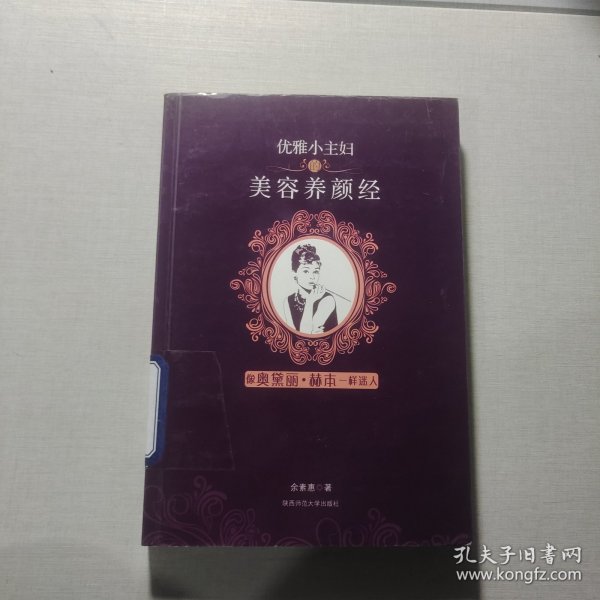 优雅小主妇
的
美容养颜经
像奥黛丽·赫本一样迷人
余素惠◇著
陕西师范大学出版社
孔夫子旧书网
www.kongfz.com